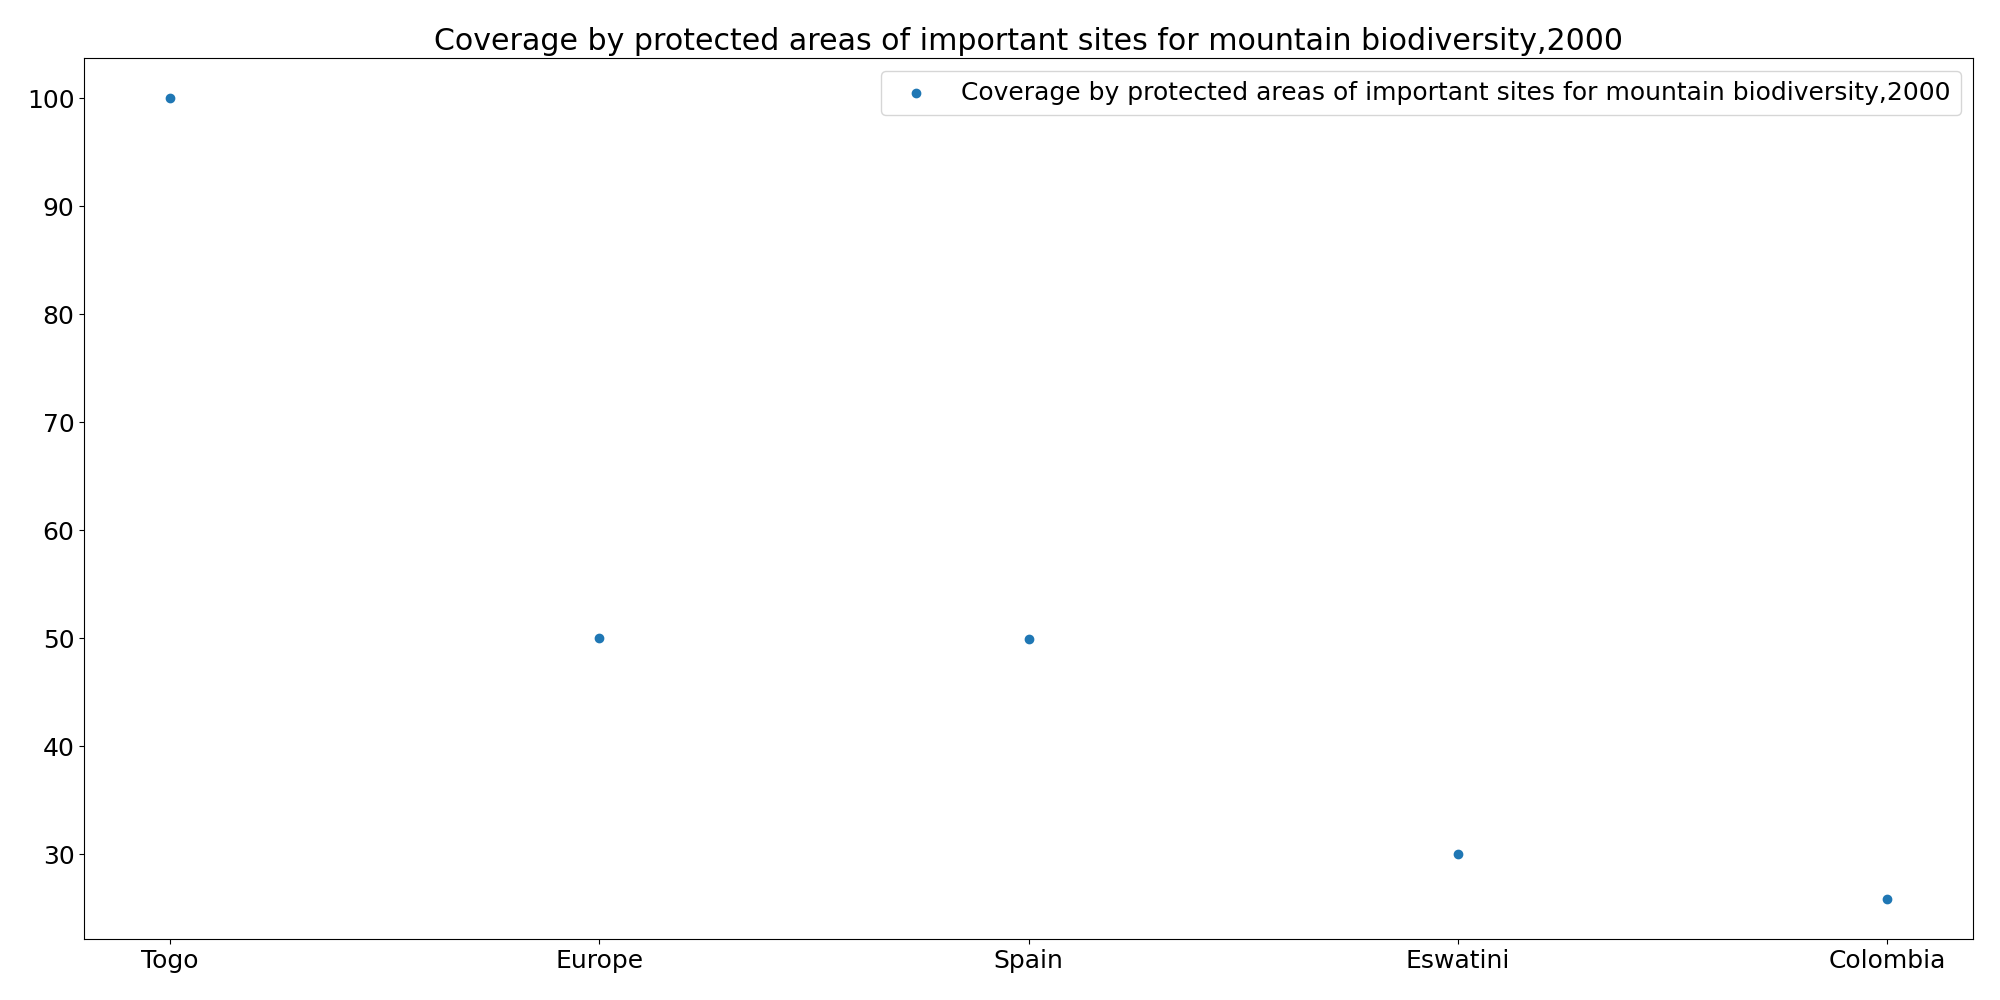 Coverage by protected areas of important sites for mountain biodiversity,2000
Coverage by protected areas of important sites for mountain biodiversity,2000
100
90
80
70
60
50
40
30
Togo Europe Spain Eswatini Colombia